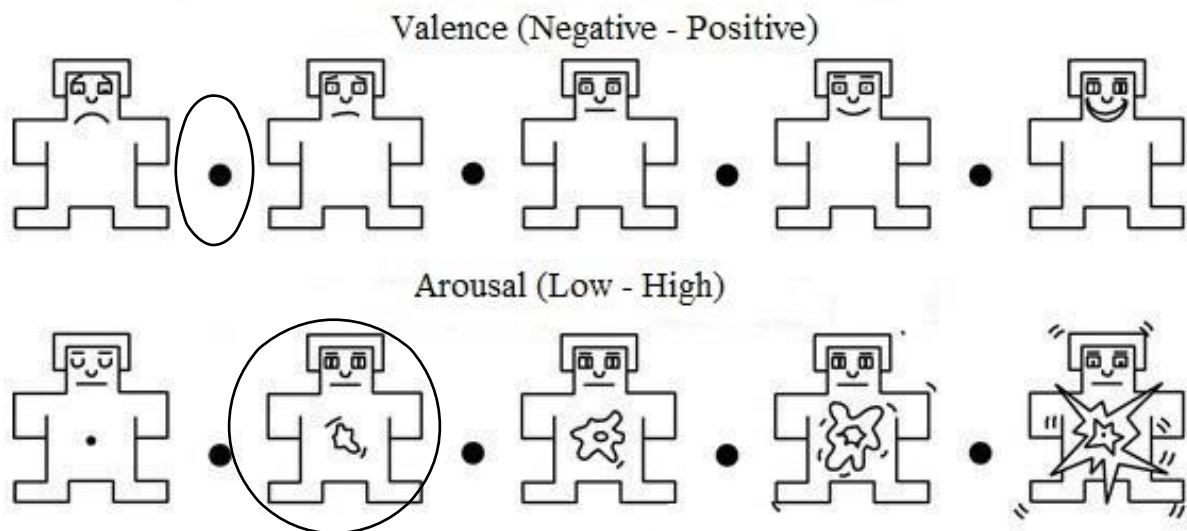 Valence (Negative - Positive)
Arousal (Low - High)